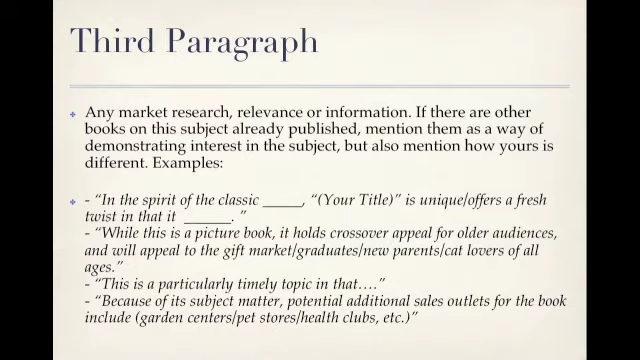 Third Paragraph
Any market research, relevance or information. If there are other
books on this subject already published, mention them as a way of
demonstrating interest in the subject, but also mention how yours is
different. Examples:
- “In the spirit of the classic _____, “(Your Title)” is unique/offers a fresh
twist in that it ______. ”
- “While this is a picture book, it holds crossover appeal for older audiences,
and will appeal to the gift market/graduates/new parents/cat lovers of all
ages.”
- “This is a particularly timely topic in that….”
- “Because of its subject matter, potential additional sales outlets for the book
include (garden centers/pet stores/health clubs, etc.)”